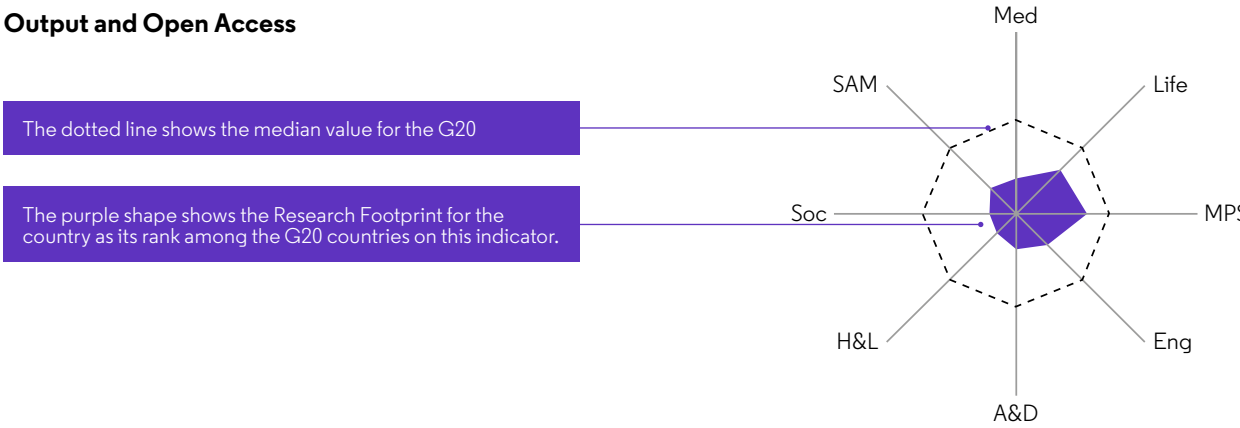 Output and Open Access
Med
SAM
Life
The dotted line shows the median value for the G20
The purple shape shows the Research Footprint for the
country as its rank among the G20 countries on this indicator.
Soc
MPS
H&L
Eng
A&D